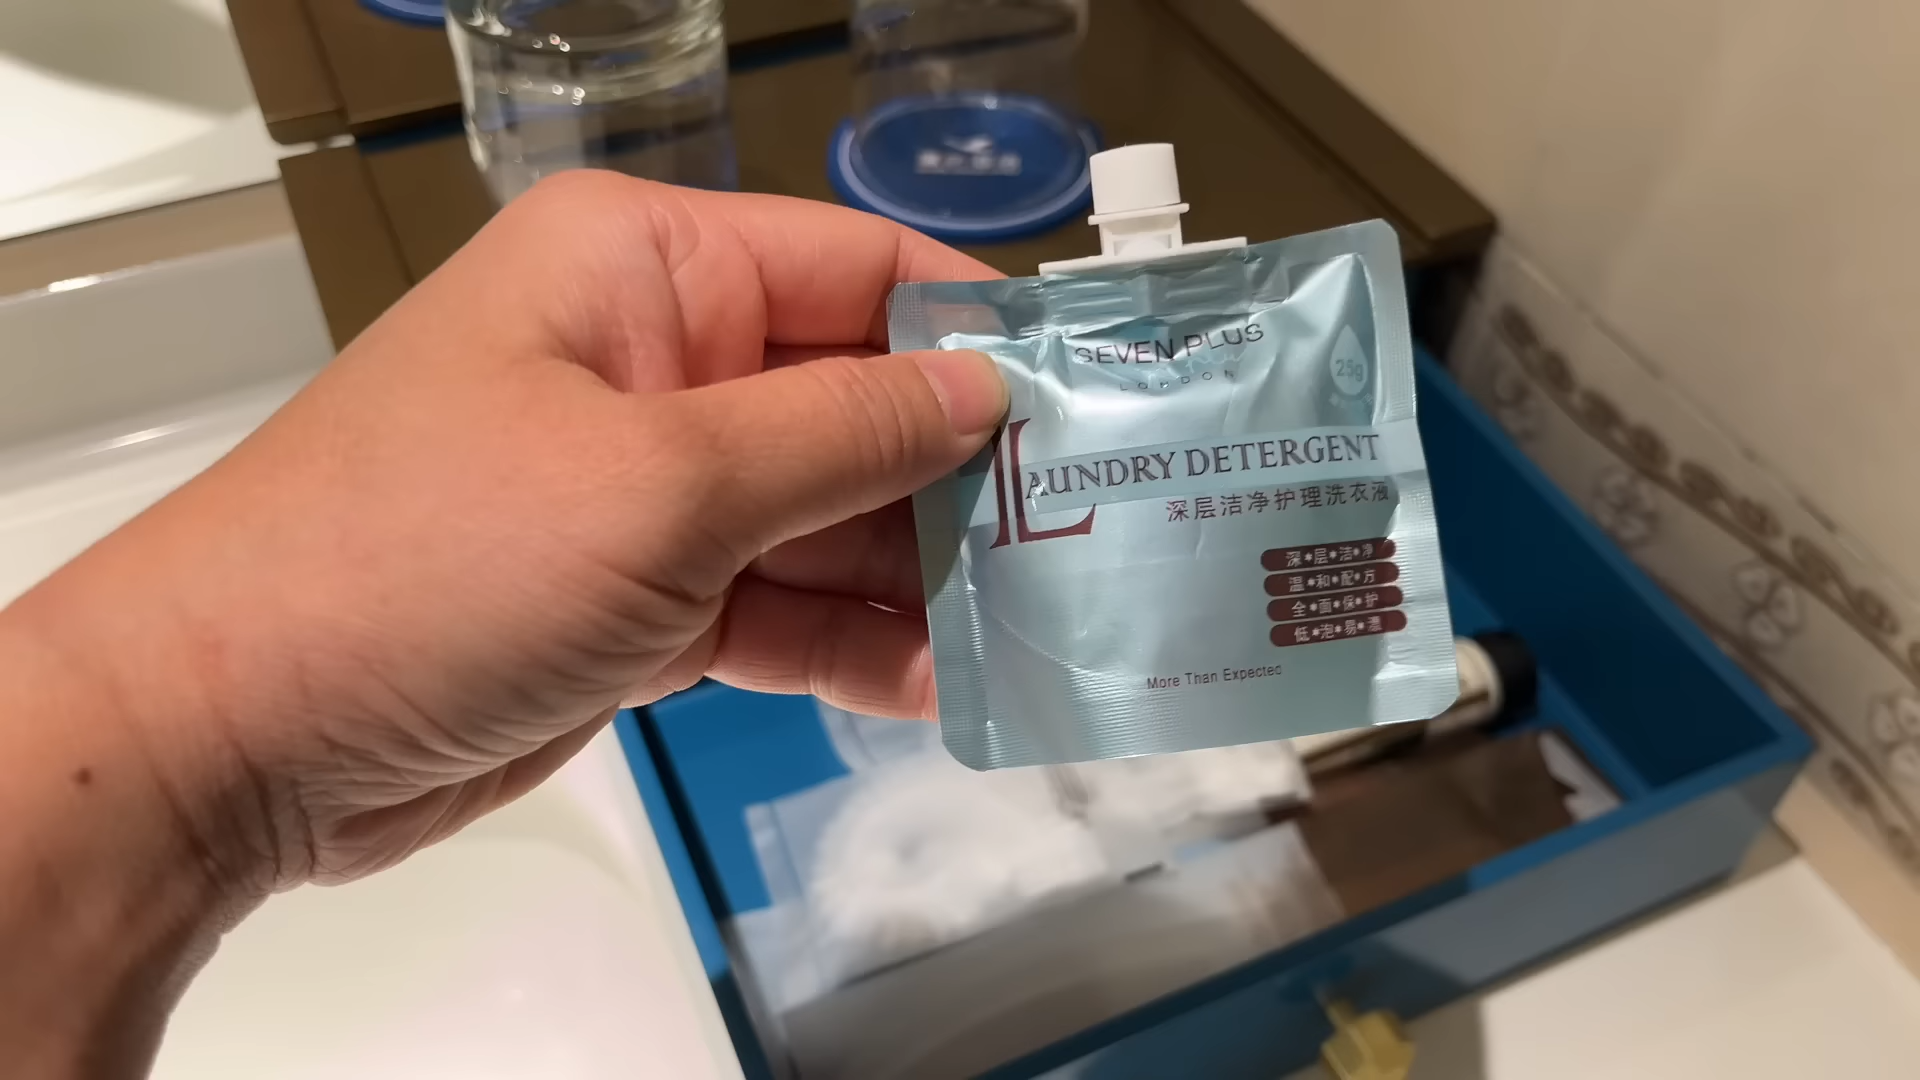 SEVEN PLUS
LONDON
25g
LAUNDRY DETERGENT
深层洁净护理洗衣液
深*层*洁*净
温*和*配*方
全*面*保*护
低*泡*易*漂
More Than Expected